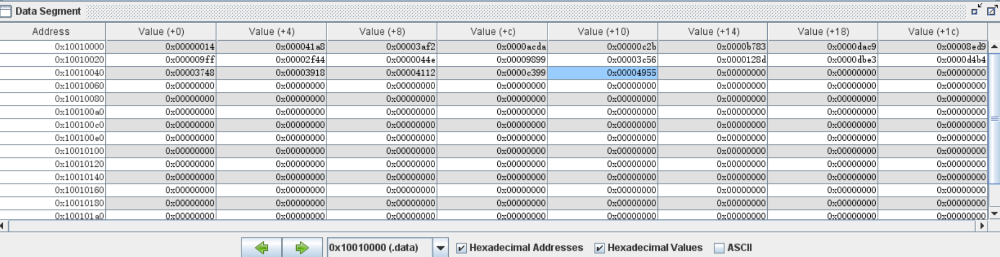 Data Segment
Address Value (+0) Value (+4) Value (+8) Value (+c) Value (+10) Value (+14) Value (+18) Value (+1c)
0x10010000 0x00000014 0x000041a8 0x00003af2 0x0000acda 0x00000c2b 0x0000b783 0x0000dac9 0x00008ed9
0x10010020 0x000009ff 0x00002f44 0x0000044e 0x00009899 0x00003c56 0x0000128d 0x0000dbe3 0x0000d4b4
0x10010040 0x00003748 0x00003918 0x00004112 0x0000c399 0x00004955 0x00000000 0x00000000 0x00000000
0x10010060 0x00000000 0x00000000 0x00000000 0x00000000 0x00000000 0x00000000 0x00000000 0x00000000
0x10010080 0x00000000 0x00000000 0x00000000 0x00000000 0x00000000 0x00000000 0x00000000 0x00000000
0x100100a0 0x00000000 0x00000000 0x00000000 0x00000000 0x00000000 0x00000000 0x00000000 0x00000000
0x100100c0 0x00000000 0x00000000 0x00000000 0x00000000 0x00000000 0x00000000 0x00000000 0x00000000
0x100100e0 0x00000000 0x00000000 0x00000000 0x00000000 0x00000000 0x00000000 0x00000000 0x00000000
0x10010100 0x00000000 0x00000000 0x00000000 0x00000000 0x00000000 0x00000000 0x00000000 0x00000000
0x10010120 0x00000000 0x00000000 0x00000000 0x00000000 0x00000000 0x00000000 0x00000000 0x00000000
0x10010140 0x00000000 0x00000000 0x00000000 0x00000000 0x00000000 0x00000000 0x00000000 0x00000000
0x10010160 0x00000000 0x00000000 0x00000000 0x00000000 0x00000000 0x00000000 0x00000000 0x00000000
0x10010180 0x00000000 0x00000000 0x00000000 0x00000000 0x00000000 0x00000000 0x00000000 0x00000000
0x100101a0 0x00000000 0x00000000 0x00000000 0x00000000 0x00000000 0x00000000 0x00000000 0x00000000
0x10010000 (.data) Hexadecimal Addresses Hexadecimal Values ASCII